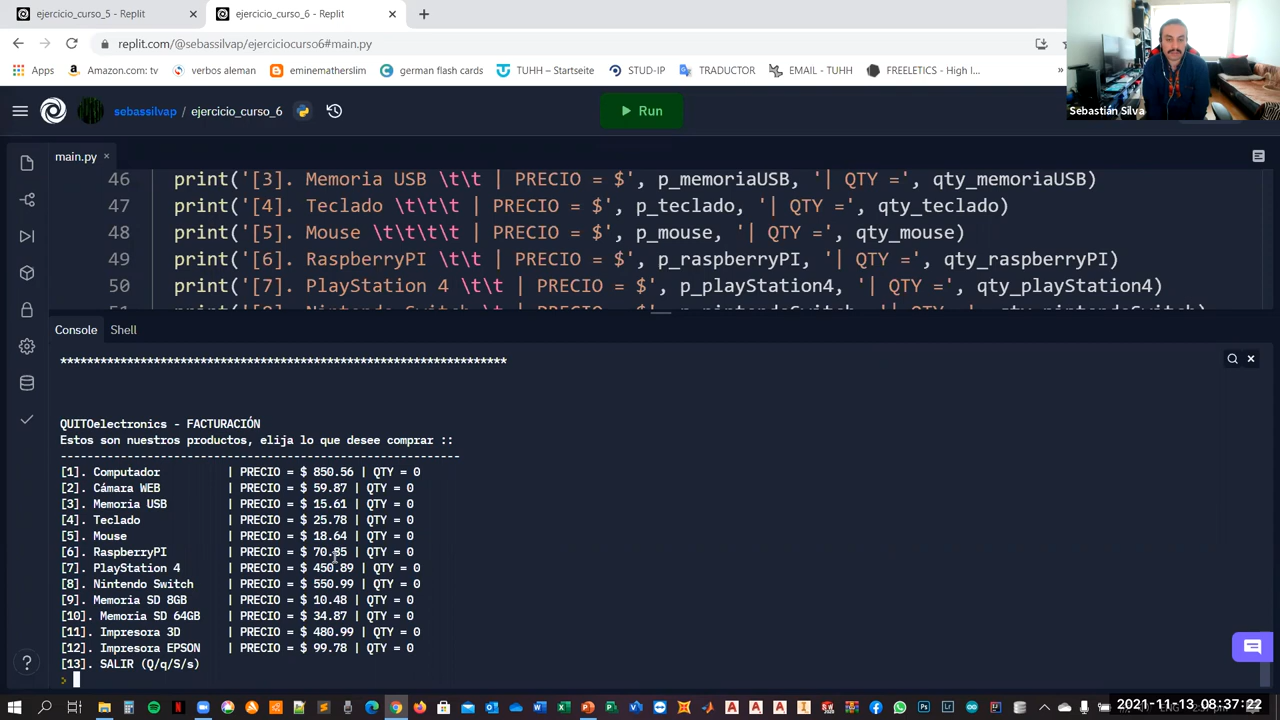 ejercicio_curso_5 - Replit
ejercicio_curso_6 - Replit
replit.com/@sebassilvap/ejerciciocurso6#main.py
Apps
Amazon.com: tv
verbos aleman
eminematherslim
german flash cards
TUHH – Startseite
STUD-IP
TRADUCTOR
EMAIL - TUHH
FREELETICS - High I...
Sebastián Silva
sebassilvap / ejercicio_curso_6
Run
main.py
46 print('[3]. Memoria USB \t\t | PRECIO = $', p_memoriaUSB, '| QTY =', qty_memoriaUSB)
47 print('[4]. Teclado \t\t\t | PRECIO = $', p_teclado, '| QTY =', qty_teclado)
48 print('[5]. Mouse \t\t\t\t | PRECIO = $', p_mouse, '| QTY =', qty_mouse)
49 print('[6]. RaspberryPI \t\t | PRECIO = $', p_raspberryPI, '| QTY =', qty_raspberryPI)
50 print('[7]. PlayStation 4 \t\t | PRECIO = $', p_playStation4, '| QTY =', qty_playStation4)
Console
Shell
*******************************************************************
QUITOelectronics - FACTURACIÓN
Estos son nuestros productos, elija lo que desee comprar ::
------------------------------------------------------------
[1]. Computador | PRECIO = $ 850.56 | QTY = 0
[2]. Cámara WEB | PRECIO = $ 59.87 | QTY = 0
[3]. Memoria USB | PRECIO = $ 15.61 | QTY = 0
[4]. Teclado | PRECIO = $ 25.78 | QTY = 0
[5]. Mouse | PRECIO = $ 18.64 | QTY = 0
[6]. RaspberryPI | PRECIO = $ 70.85 | QTY = 0
[7]. PlayStation 4 | PRECIO = $ 450.89 | QTY = 0
[8]. Nintendo Switch | PRECIO = $ 550.99 | QTY = 0
[9]. Memoria SD 8GB | PRECIO = $ 10.48 | QTY = 0
[10]. Memoria SD 64GB | PRECIO = $ 34.87 | QTY = 0
[11]. Impresora 3D | PRECIO = $ 480.99 | QTY = 0
[12]. Impresora EPSON | PRECIO = $ 99.78 | QTY = 0
[13]. SALIR (Q/q/S/s)
>
2021-11-13 08:37:22